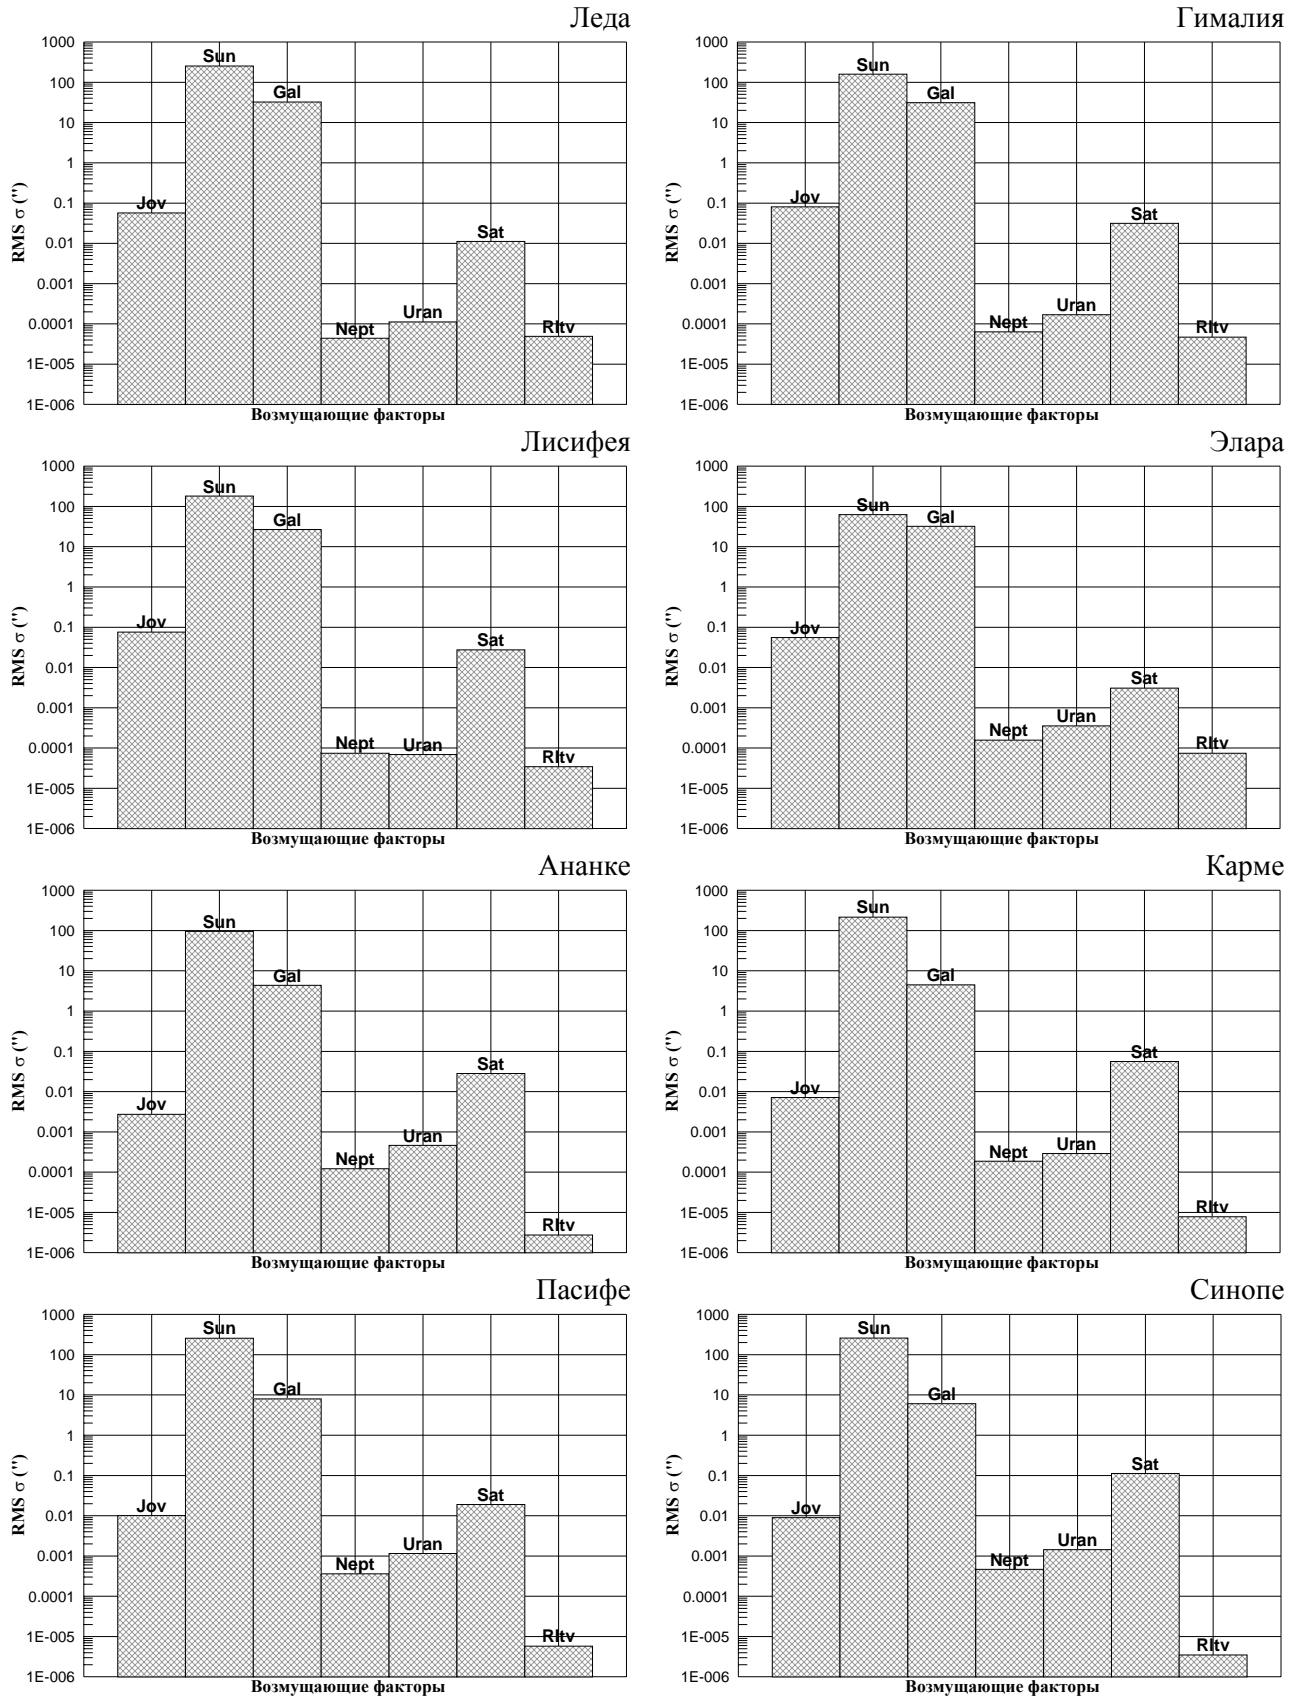 Леда
RMS σ (")
1000
100
10
1
0.1
0.01
0.001
0.0001
1E-005
1E-006
Jov
Sun
Gal
Nept
Uran
Sat
Rltv
Возмущающие факторы
Гималия
RMS σ (")
1000
100
10
1
0.1
0.01
0.001
0.0001
1E-005
1E-006
Jov
Sun
Gal
Nept
Uran
Sat
Rltv
Возмущающие факторы
Лисифея
RMS σ (")
1000
100
10
1
0.1
0.01
0.001
0.0001
1E-005
1E-006
Jov
Sun
Gal
Nept
Uran
Sat
Rltv
Возмущающие факторы
Элара
RMS σ (")
1000
100
10
1
0.1
0.01
0.001
0.0001
1E-005
1E-006
Jov
Sun
Gal
Nept
Uran
Sat
Rltv
Возмущающие факторы
Ананке
RMS σ (")
1000
100
10
1
0.1
0.01
0.001
0.0001
1E-005
1E-006
Jov
Sun
Gal
Nept
Uran
Sat
Rltv
Возмущающие факторы
Карме
RMS σ (")
1000
100
10
1
0.1
0.01
0.001
0.0001
1E-005
1E-006
Jov
Sun
Gal
Nept
Uran
Sat
Rltv
Возмущающие факторы
Пасифе
RMS σ (")
1000
100
10
1
0.1
0.01
0.001
0.0001
1E-005
1E-006
Jov
Sun
Gal
Nept
Uran
Sat
Rltv
Возмущающие факторы
Синопе
RMS σ (")
1000
100
10
1
0.1
0.01
0.001
0.0001
1E-005
1E-006
Jov
Sun
Gal
Nept
Uran
Sat
Rltv
Возмущающие факторы